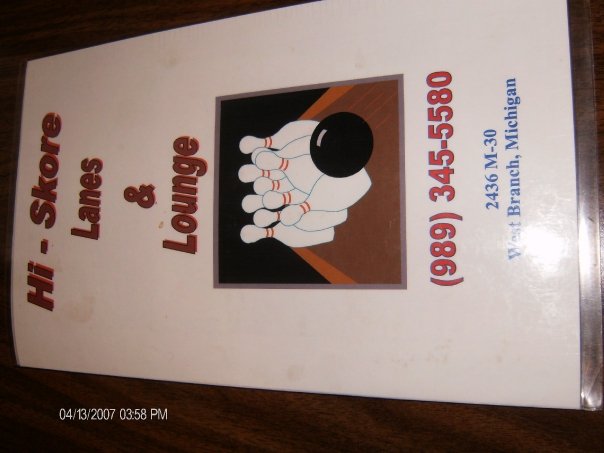 Hi - Skore
Lanes
&
Lounge
(989) 345-5580
2436 M-30
West Branch, Michigan
04/13/2007 03:58 PM